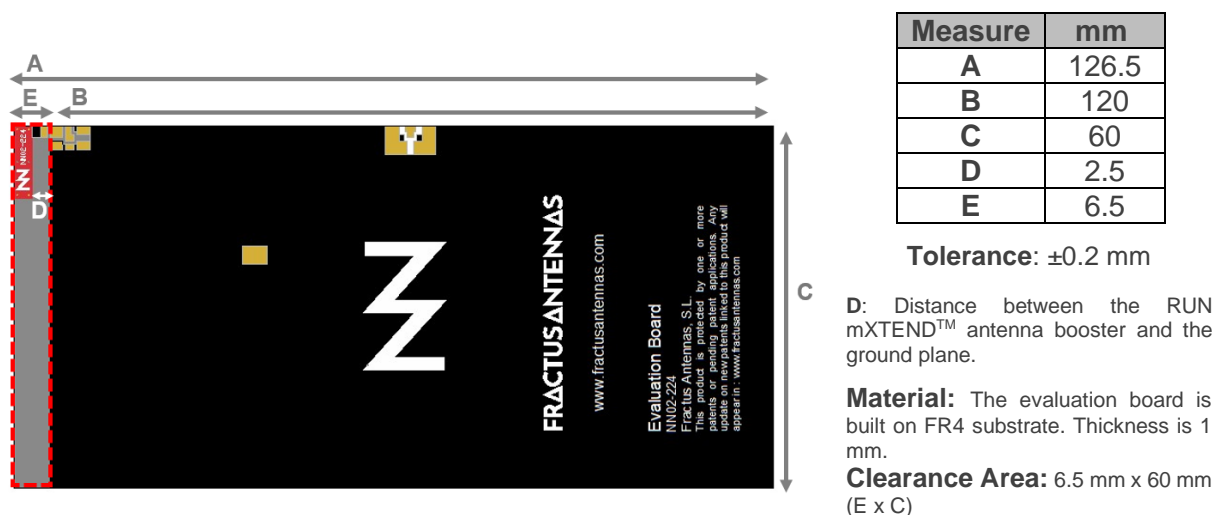 A
E B
NN02-224
D
C
FRACTUS ANTENNAS
www.fractusantennas.com
Evaluation Board
NN02-224
Fractus Antennas, S.L.
This product is protected by one or more
patents or pending patent applications. Any
update on new patents linked to this product will
appear in : www.fractusantennas.com
Measure mm
A 126.5
B 120
C 60
D 2.5
E 6.5
Tolerance: ±0.2 mm
D: Distance between the RUN
mXTEND™ antenna booster and the
ground plane.
Material: The evaluation board is
built on FR4 substrate. Thickness is 1
mm.
Clearance Area: 6.5 mm x 60 mm
(E x C)